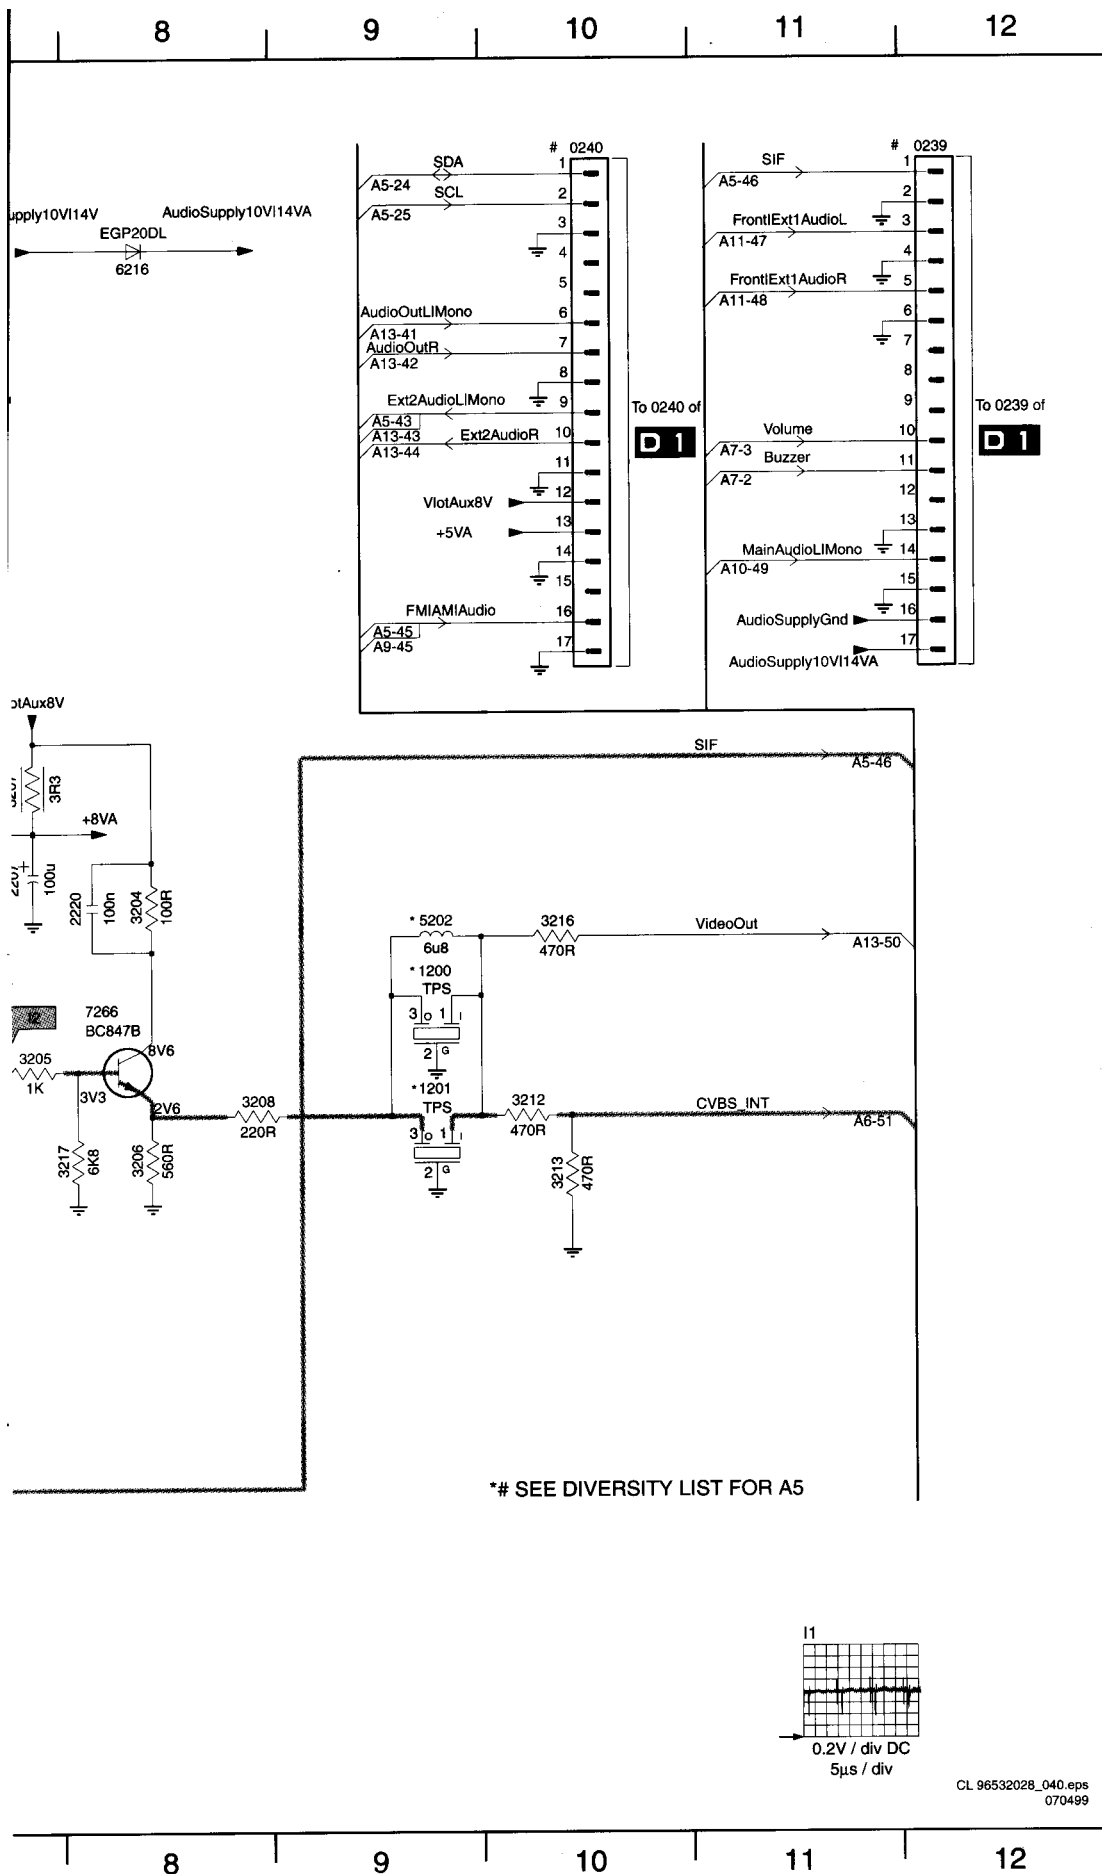 8 9 10 11 12
# 0240
1
SDA
A5-24
2
SCL
A5-25
3
4
5
AudioOutLIMono
6
A13-41
AudioOutR
7
A13-42
8
Ext2AudioLIMono
9
A5-43
A13-43
Ext2AudioR
10
A13-44
11
VlotAux8V
12
+5VA
13
14
15
FMIAMIAudio
16
A5-45
A9-45
17
To 0240 of
D 1
# 0239
SIF
1
A5-46
2
FrontIExt1AudioL
3
A11-47
4
FrontIExt1AudioR
5
A11-48
6
7
8
9
Volume
10
A7-3
Buzzer
11
A7-2
12
13
MainAudioLIMono
14
A10-49
15
AudioSupplyGnd
16
17
AudioSupply10VI14VA
To 0239 of
D 1
upply10VI14V
AudioSupply10VI14VA
EGP20DL
6216
otAux8V
3R3
+8VA
100u
2220
100n
3204
100R
I2
7266
BC847B
8V6
3205
1K
3V3
2V6
3217
6K8
3206
560R
3208
220R
SIF
A5-46
* 5202
6u8
3216
470R
VideoOut
A13-50
* 1200
TPS
3 O 1 I
2 G
* 1201
TPS
3 O 1 I
2 G
3212
470R
CVBS_INT
A6-51
3213
470R
*# SEE DIVERSITY LIST FOR A5
I1
0.2V / div DC
5µs / div
CL 96532028_040.eps
070499
8 9 10 11 12